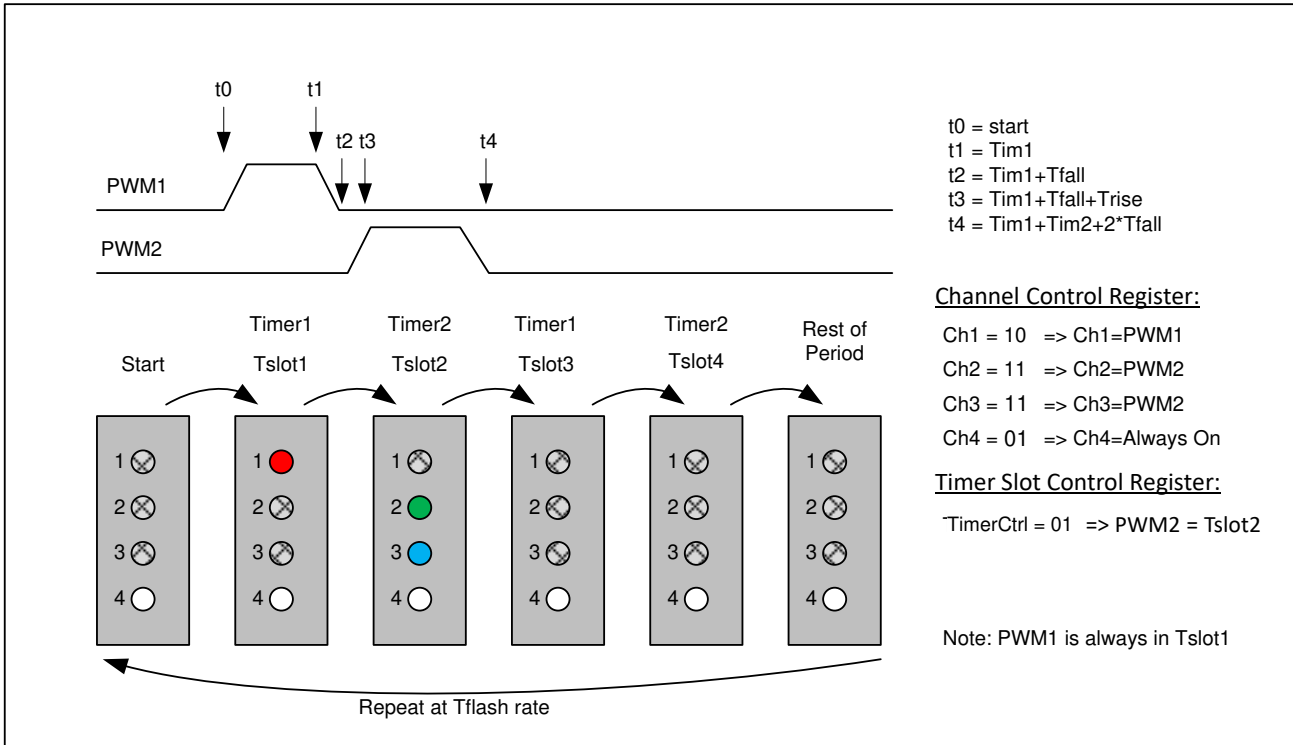 t0
t1
t2 t3
t4
PWM1
PWM2
t0 = start
t1 = Tim1
t2 = Tim1+Tfall
t3 = Tim1+Tfall+Trise
t4 = Tim1+Tim2+2*Tfall
Channel Control Register:
Ch1 = 10 => Ch1=PWM1
Ch2 = 11 => Ch2=PWM2
Ch3 = 11 => Ch3=PWM2
Ch4 = 01 => Ch4=Always On
Timer Slot Control Register:
TimerCtrl = 01 => PWM2 = Tslot2
Note: PWM1 is always in Tslot1
Start
Timer1
Tslot1
Timer2
Tslot2
Timer1
Tslot3
Timer2
Tslot4
Rest of
Period
1
2
3
4
1
2
3
4
1
2
3
4
1
2
3
4
1
2
3
4
1
2
3
4
Repeat at Tflash rate